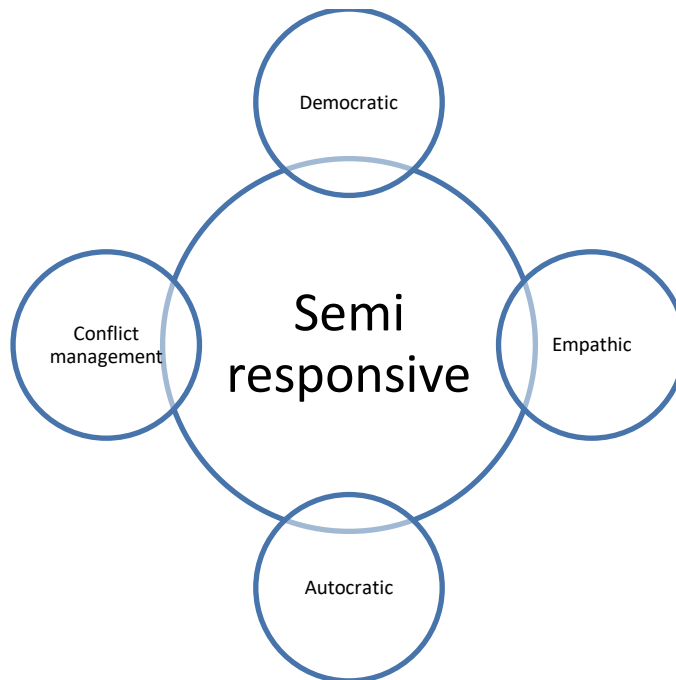 Democratic
Semi
responsive
Conflict
management
Empathic
Autocratic